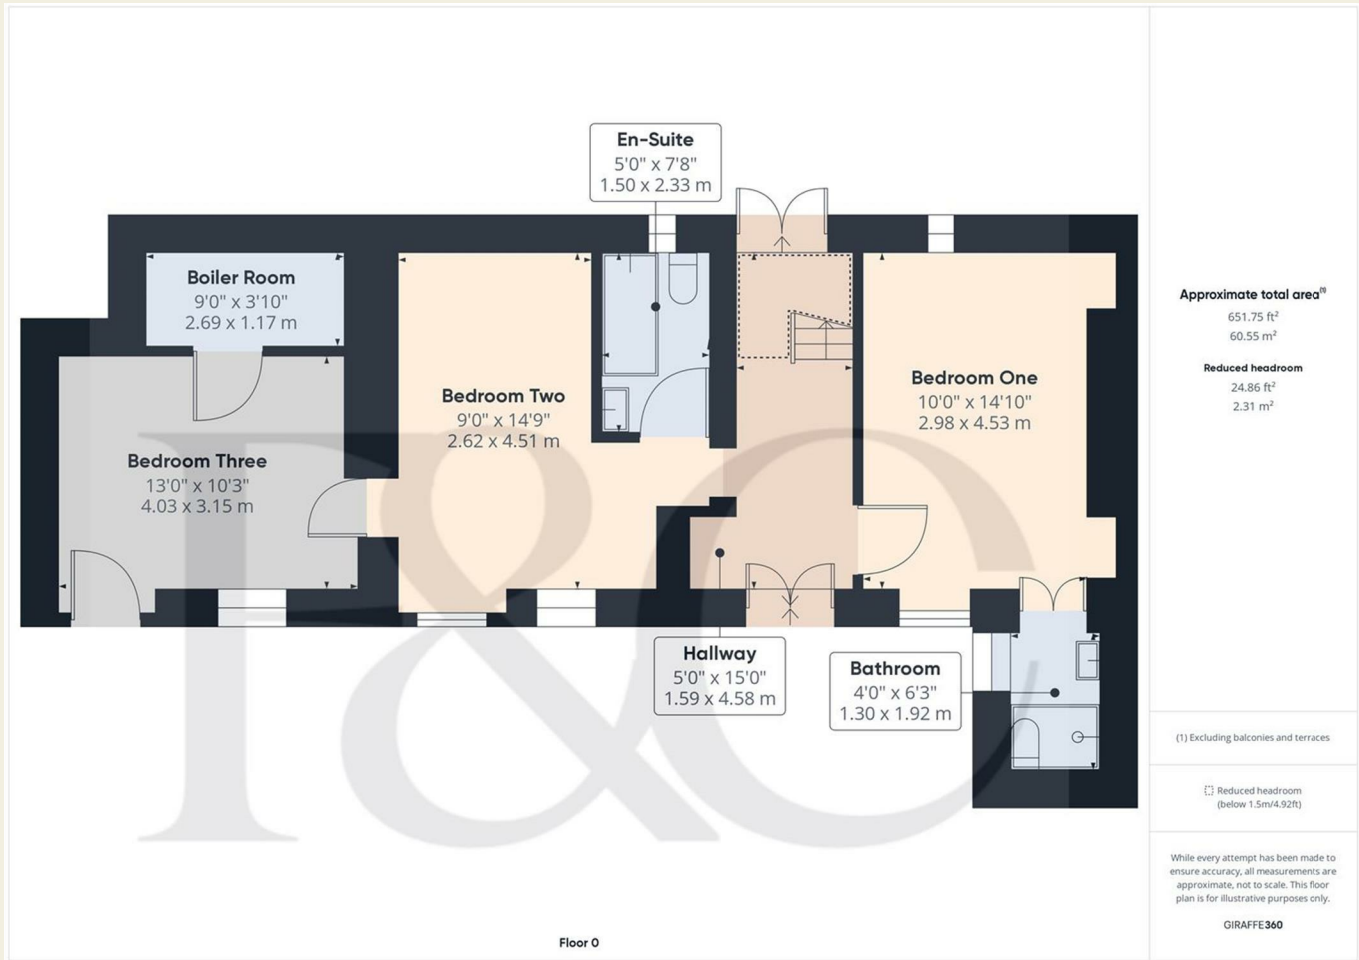 En-Suite
5'0" x 7'8"
1.50 x 2.33 m
Boiler Room
9'0" x 3'10"
2.69 x 1.17 m
Bedroom Two
9'0" x 14'9"
2.62 x 4.51 m
Bedroom One
10'0" x 14'10"
2.98 x 4.53 m
Bedroom Three
13'0" x 10'3"
4.03 x 3.15 m
Hallway
5'0" x 15'0"
1.59 x 4.58 m
Bathroom
4'0" x 6'3"
1.30 x 1.92 m
F&C
Floor 0
Approximate total area(1)
651.75 ft²
60.55 m²
Reduced headroom
24.86 ft²
2.31 m²
(1) Excluding balconies and terraces
Reduced headroom
(below 1.5m/4.92ft)
While every attempt has been made to
ensure accuracy, all measurements are
approximate, not to scale. This floor
plan is for illustrative purposes only.
GIRAFFE360